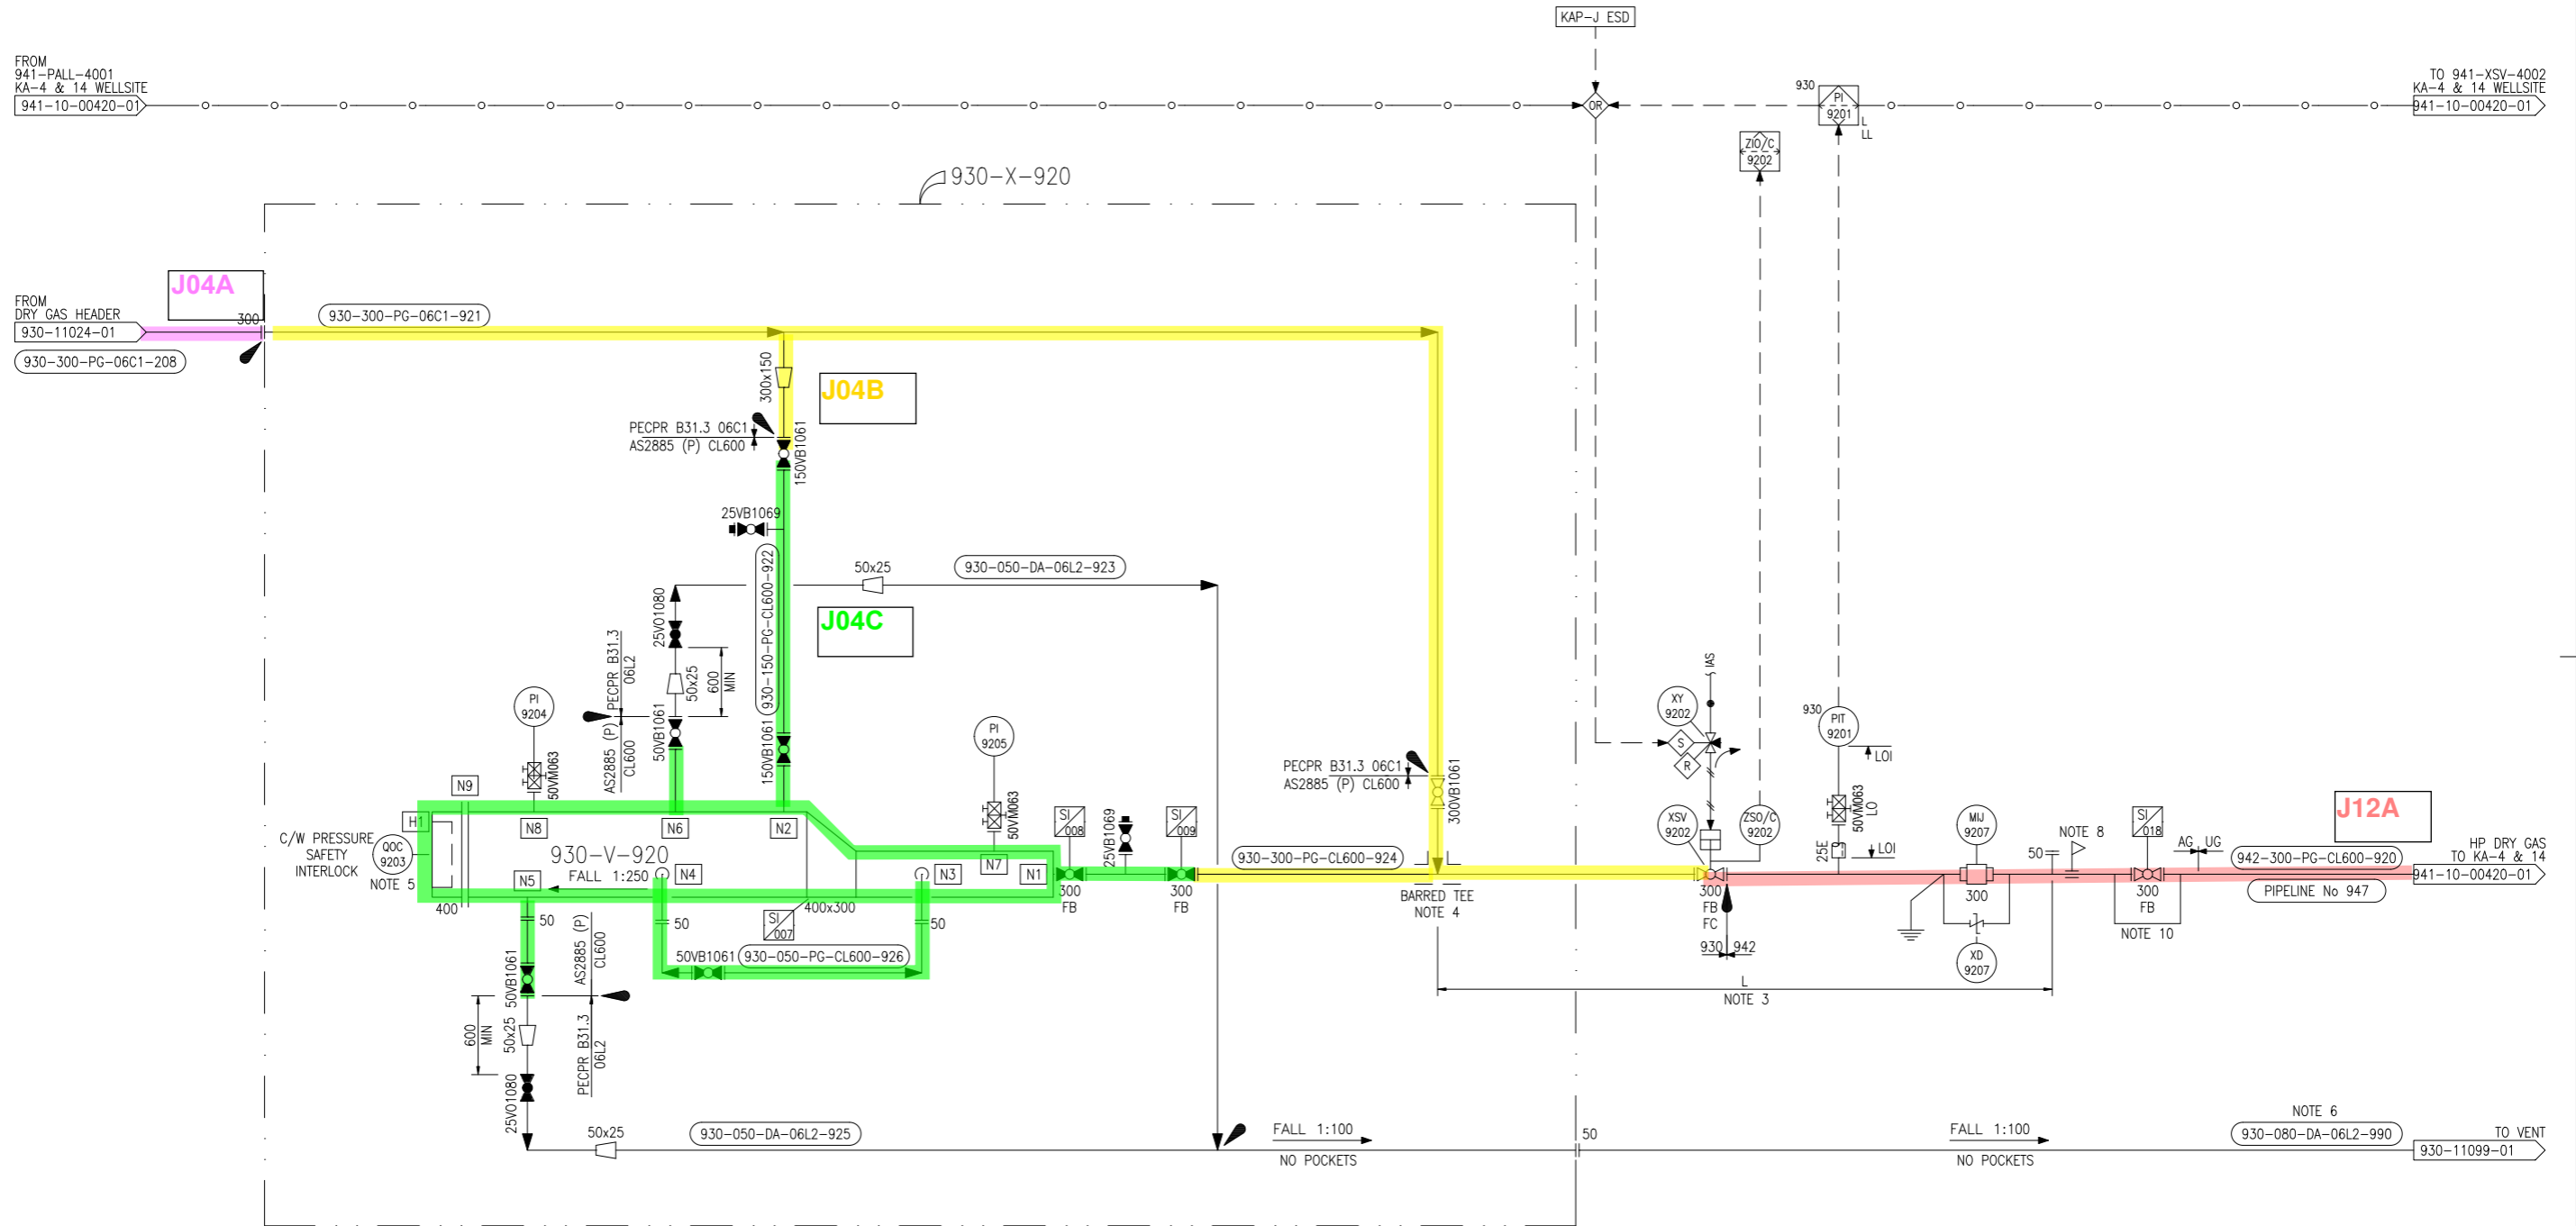 KAP-J ESD
FROM
941-PALL-4001
KA-4 & 14 WELLSITE
941-10-00420-01
OR
930
PI
9201
L
LL
TO 941-XSV-4002
KA-4 & 14 WELLSITE
941-10-00420-01
ZIO/C
9202
930-X-920
J04A
FROM
DRY GAS HEADER
930-11024-01
300
930-300-PG-06C1-921
930-300-PG-06C1-208
300x150
J04B
PECPR B31.3 06C1
AS2885 (P) CL600
150VB1061
25VB1069
930-150-PG-CL600-922
50x25
930-050-DA-06L2-923
J04C
25VO1080
PECPR B31.3
06L2
AS2885 (P)
CL600
50x25
600
MIN
50VB1061
150VB1061
PI
9204
50VM063
PI
9205
50VM063
PECPR B31.3 06C1
AS2885 (P) CL600
300VB1061
IAS
XY
9202
S
R
930
PIT
9201
LOI
50VM063
LO
25E
LOI
XSV
9202
ZSO/C
9202
MIJ
9207
NOTE 8
SI
018
J12A
N9
H1
N8
N6
N2
N7
N1
C/W PRESSURE
SAFETY
INTERLOCK
QOC
9203
NOTE 5
930-V-920
FALL 1:250
N5
N4
N3
400
400x300
SI
007
SI
008
25VB1069
SI
009
300
FB
300
FB
930-300-PG-CL600-924
BARRED TEE
NOTE 4
300
FB
FC
930
942
300
XD
9207
50
300
FB
NOTE 10
AG
UG
942-300-PG-CL600-920
PIPELINE No 947
HP DRY GAS
TO KA-4 & 14
941-10-00420-01
50
50
50
50VB1061
930-050-PG-CL600-926
L
NOTE 3
50VB1061
AS2885 (P)
CL600
PECPR B31.3
06L2
600
MIN
50x25
25VO1080
50x25
930-050-DA-06L2-925
FALL 1:100
NO POCKETS
50
FALL 1:100
NO POCKETS
NOTE 6
930-080-DA-06L2-990
TO VENT
930-11099-01